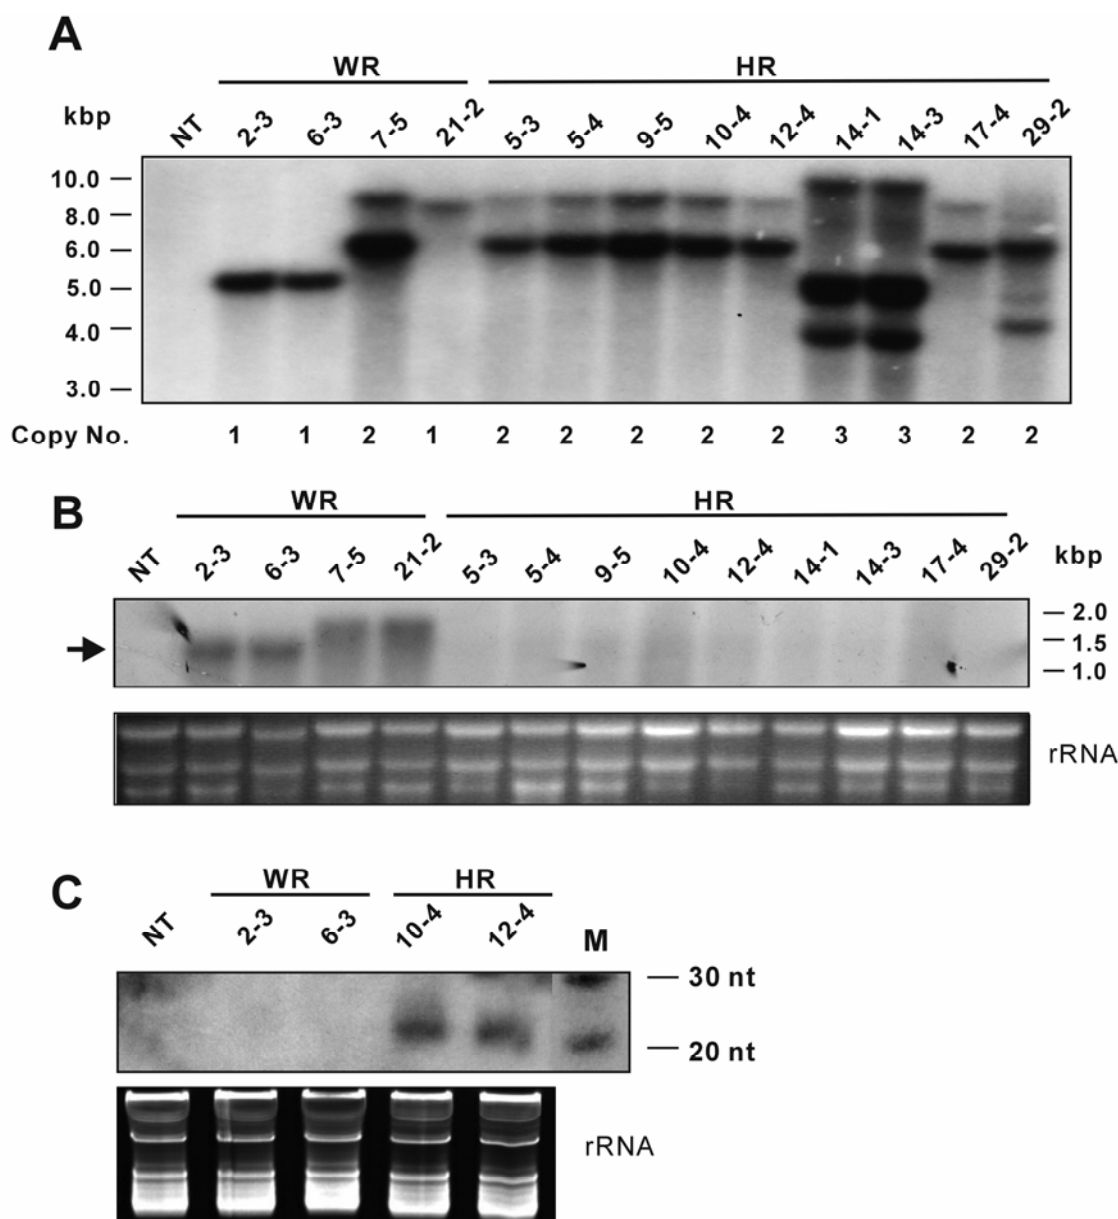 A
WR HR
kbp NT 2-3 6-3 7-5 21-2 5-3 5-4 9-5 10-4 12-4 14-1 14-3 17-4 29-2
10.0
8.0
6.0
5.0
4.0
3.0
Copy No. 1 1 2 1 2 2 2 2 2 3 3 2 2
B
WR HR
NT 2-3 6-3 7-5 21-2 5-3 5-4 9-5 10-4 12-4 14-1 14-3 17-4 29-2 kbp
2.0
1.5
1.0
rRNA
C
WR HR
NT 2-3 6-3 10-4 12-4 M
30 nt
20 nt
rRNA